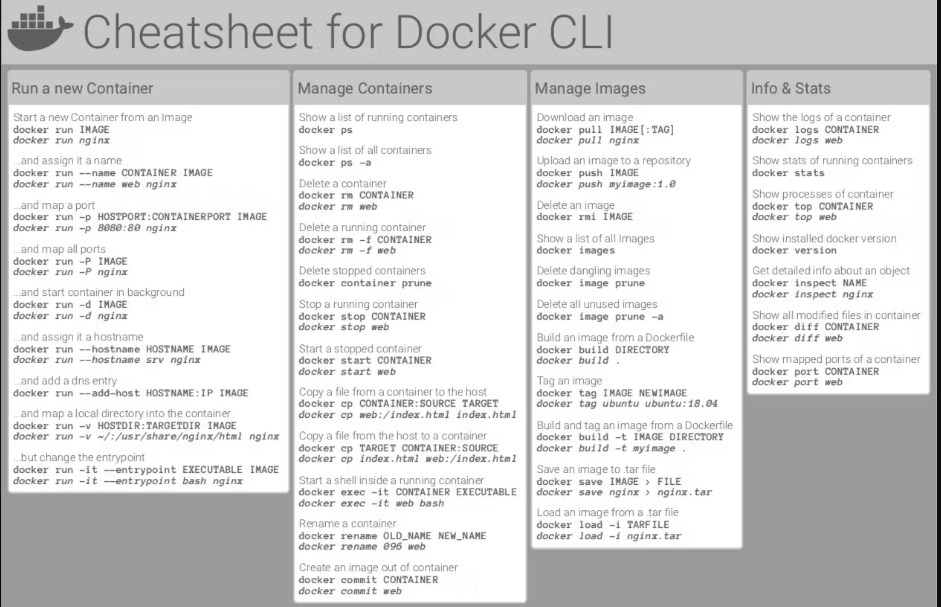 Cheatsheet for Docker CLI
Run a new Container
Start a new Container from an Image
docker run IMAGE
docker run nginx
...and assign it a name
docker run --name CONTAINER IMAGE
docker run --name web nginx
...and map a port
docker run -p HOSTPORT:CONTAINERPORT IMAGE
docker run -p 8080:80 nginx
...and map all ports
docker run -P IMAGE
docker run -P nginx
...and start container in background
docker run -d IMAGE
docker run -d nginx
...and assign it a hostname
docker run --hostname HOSTNAME IMAGE
docker run --hostname srv nginx
...and add a dns entry
docker run --add-host HOSTNAME:IP IMAGE
...and map a local directory into the container
docker run -v HOSTDIR:TARGETDIR IMAGE
docker run -v ~/:/usr/share/nginx/html nginx
...but change the entrypoint
docker run -it --entrypoint EXECUTABLE IMAGE
docker run -it --entrypoint bash nginx
Manage Containers
Show a list of running containers
docker ps
Show a list of all containers
docker ps -a
Delete a container
docker rm CONTAINER
docker rm web
Delete a running container
docker rm -f CONTAINER
docker rm -f web
Delete stopped containers
docker container prune
Stop a running container
docker stop CONTAINER
docker stop web
Start a stopped container
docker start CONTAINER
docker start web
Copy a file from a container to the host
docker cp CONTAINER:SOURCE TARGET
docker cp web:/index.html index.html
Copy a file from the host to a container
docker cp TARGET CONTAINER:SOURCE
docker cp index.html web:/index.html
Start a shell inside a running container
docker exec -it CONTAINER EXECUTABLE
docker exec -it web bash
Rename a container
docker rename OLD_NAME NEW_NAME
docker rename 096 web
Create an image out of container
docker commit CONTAINER
docker commit web
Manage Images
Download an image
docker pull IMAGE[:TAG]
docker pull nginx
Upload an image to a repository
docker push IMAGE
docker push myimage:1.0
Delete an image
docker rmi IMAGE
Show a list of all Images
docker images
Delete dangling images
docker image prune
Delete all unused images
docker image prune -a
Build an image from a Dockerfile
docker build DIRECTORY
docker build .
Tag an image
docker tag IMAGE NEWIMAGE
docker tag ubuntu ubuntu:18.04
Build and tag an image from a Dockerfile
docker build -t IMAGE DIRECTORY
docker build -t myimage .
Save an image to .tar file
docker save IMAGE > FILE
docker save nginx > nginx.tar
Load an image from a .tar file
docker load -i TARFILE
docker load -i nginx.tar
Info & Stats
Show the logs of a container
docker logs CONTAINER
docker logs web
Show stats of running containers
docker stats
Show processes of container
docker top CONTAINER
docker top web
Show installed docker version
docker version
Get detailed info about an object
docker inspect NAME
docker inspect nginx
Show all modified files in container
docker diff CONTAINER
docker diff web
Show mapped ports of a container
docker port CONTAINER
docker port web